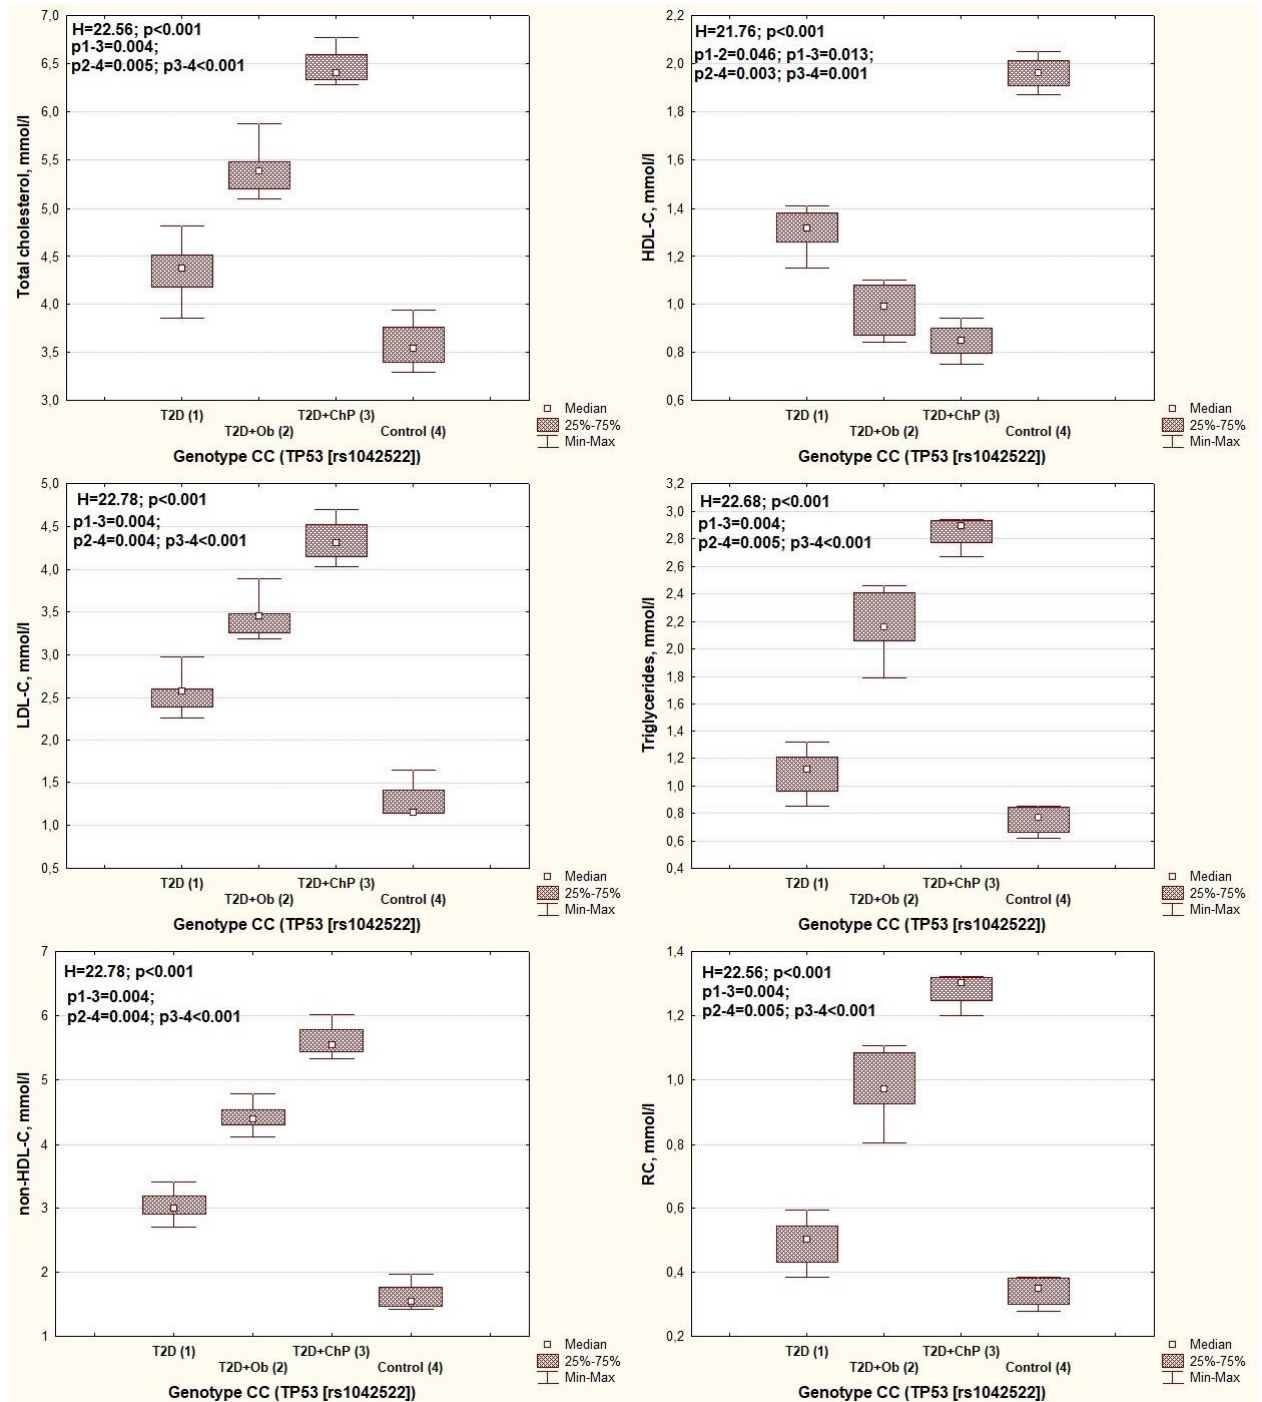 H=22.56; p<0.001
p1-3=0.004;
p2-4=0.005; p3-4<0.001
Total cholesterol, mmol/l
7,0
6,5
6,0
5,5
5,0
4,5
4,0
3,5
3,0
T2D (1)
T2D+Ob (2)
T2D+ChP (3)
Control (4)
Genotype CC (TP53 [rs1042522])
Median
25%-75%
Min-Max
H=21.76; p<0.001
p1-2=0.046; p1-3=0.013;
p2-4=0.003; p3-4=0.001
HDL-C, mmol/l
2,2
2,0
1,8
1,6
1,4
1,2
1,0
0,8
0,6
T2D (1)
T2D+Ob (2)
T2D+ChP (3)
Control (4)
Genotype CC (TP53 [rs1042522])
Median
25%-75%
Min-Max
H=22.78; p<0.001
p1-3=0.004;
p2-4=0.004; p3-4<0.001
LDL-C, mmol/l
5,0
4,5
4,0
3,5
3,0
2,5
2,0
1,5
1,0
0,5
T2D (1)
T2D+Ob (2)
T2D+ChP (3)
Control (4)
Genotype CC (TP53 [rs1042522])
Median
25%-75%
Min-Max
H=22.68; p<0.001
p1-3=0.004;
p2-4=0.005; p3-4<0.001
Triglycerides, mmol/l
3,2
3,0
2,8
2,6
2,4
2,2
2,0
1,8
1,6
1,4
1,2
1,0
0,8
0,6
0,4
T2D (1)
T2D+Ob (2)
T2D+ChP (3)
Control (4)
Genotype CC (TP53 [rs1042522])
Median
25%-75%
Min-Max
H=22.78; p<0.001
p1-3=0.004;
p2-4=0.004; p3-4<0.001
non-HDL-C, mmol/l
7
6
5
4
3
2
1
T2D (1)
T2D+Ob (2)
T2D+ChP (3)
Control (4)
Genotype CC (TP53 [rs1042522])
Median
25%-75%
Min-Max
H=22.56; p<0.001
p1-3=0.004;
p2-4=0.005; p3-4<0.001
RC, mmol/l
1,4
1,2
1,0
0,8
0,6
0,4
0,2
T2D (1)
T2D+Ob (2)
T2D+ChP (3)
Control (4)
Genotype CC (TP53 [rs1042522])
Median
25%-75%
Min-Max